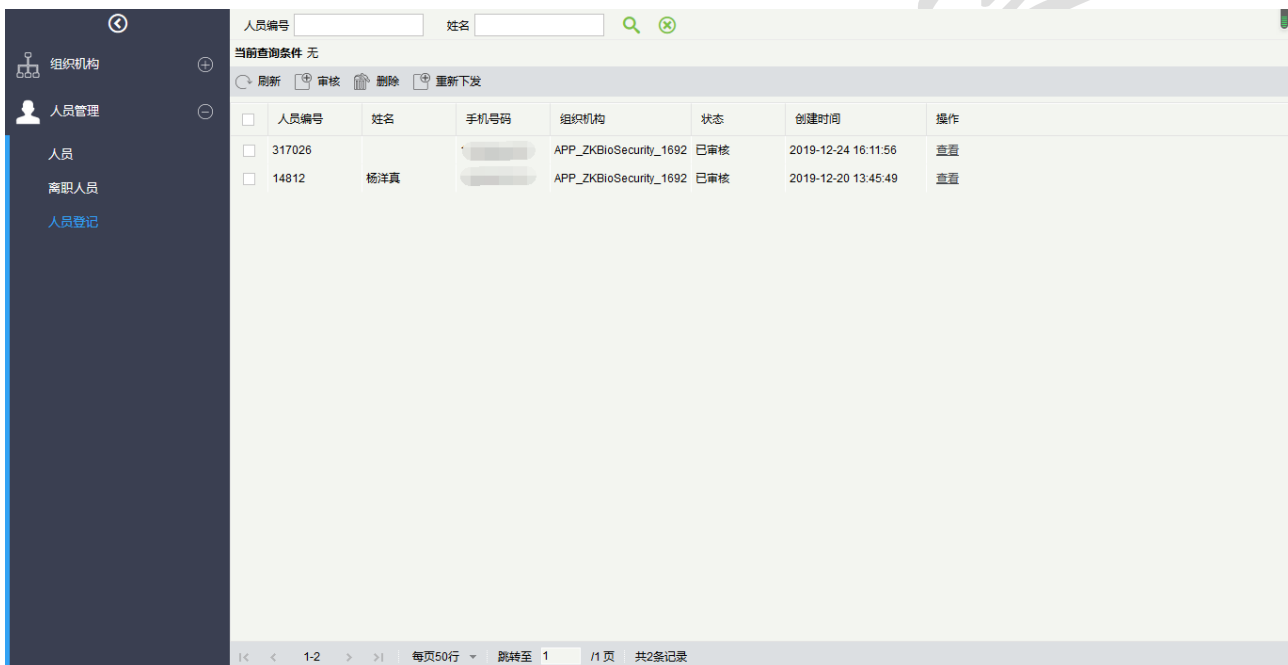 人员编号 姓名
当前查询条件 无
刷新 审核 删除 重新下发
组织机构
人员管理
人员
离职人员
人员登记
人员编号 姓名 手机号码 组织机构 状态 创建时间 操作
317026 APP_ZKBioSecurity_1692 已审核 2019-12-24 16:11:56 查看
14812 杨洋真 APP_ZKBioSecurity_1692 已审核 2019-12-20 13:45:49 查看
|< < 1-2 > >| 每页50行 跳转至 1 /1 页 共2条记录